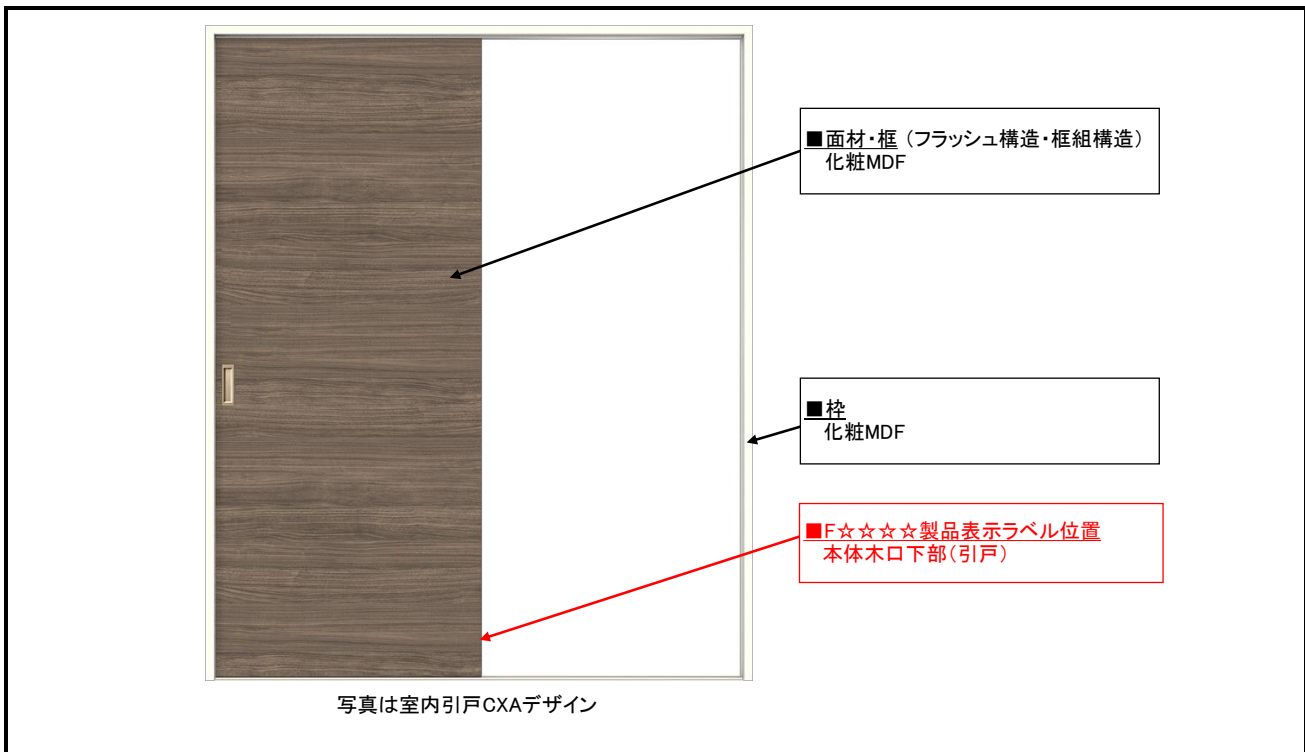 ■面材・框 (フラッシュ構造・框組構造)
化粧MDF
■枠
化粧MDF
■F☆☆☆☆製品表示ラベル位置
本体木口下部(引戸)
写真は室内引戸CXAデザイン